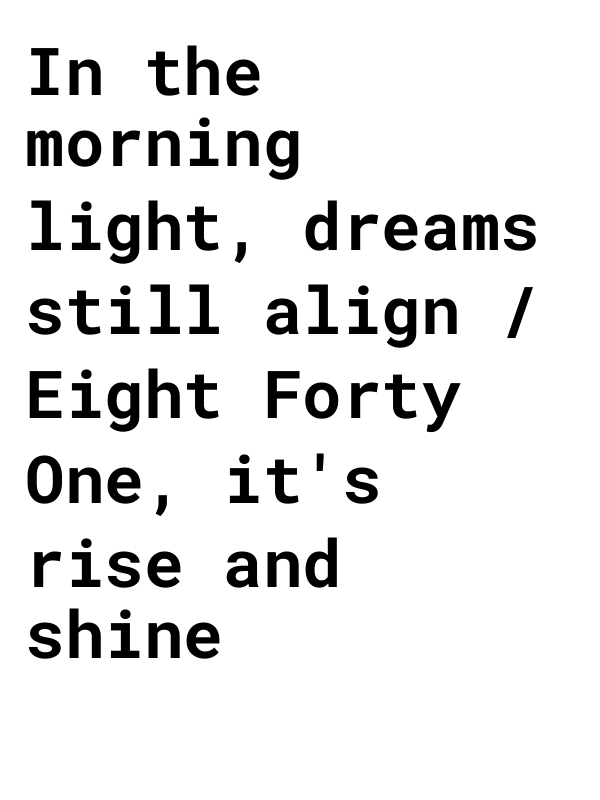 In the
morning
light, dreams
still align /
Eight Forty
One, it's
rise and
shine